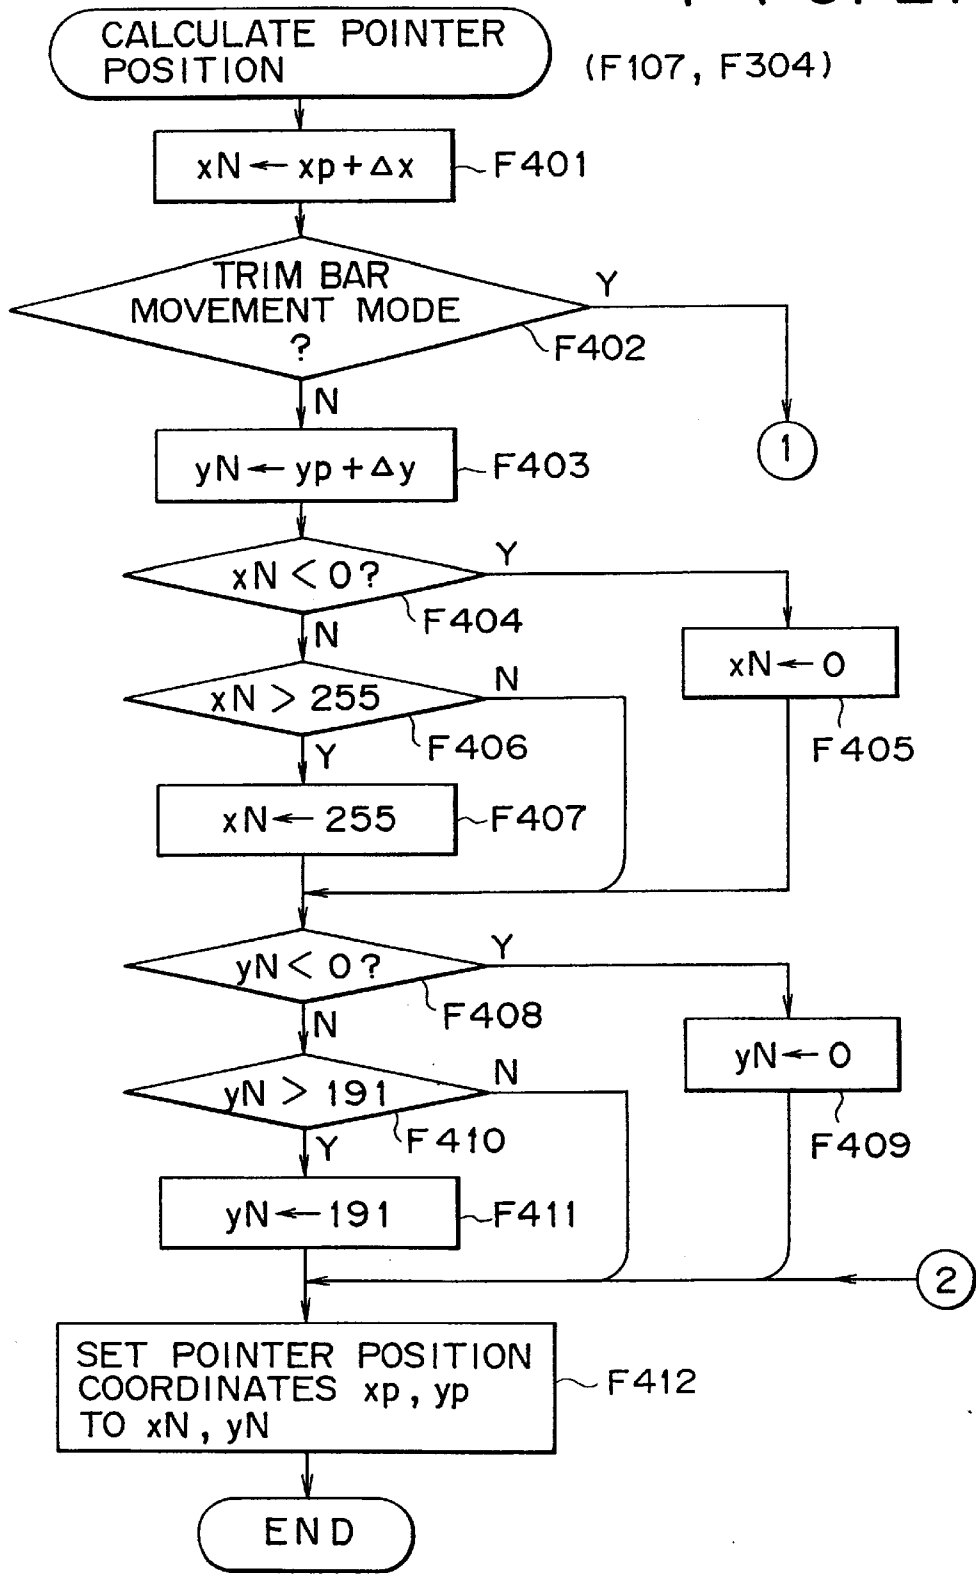 CALCULATE POINTER
POSITION
(F107, F304)
xN ← xp + Δx
F401
TRIM BAR
MOVEMENT MODE
?
Y
F402
N
1
yN ← yp + Δy
F403
xN < 0 ?
Y
F404
N
xN ← 0
F405
xN > 255
N
F406
Y
xN ← 255
F407
yN < 0 ?
Y
F408
N
yN ← 0
F409
yN > 191
N
F410
Y
yN ← 191
F411
2
SET POINTER POSITION
COORDINATES xp, yp
TO xN, yN
F412
END